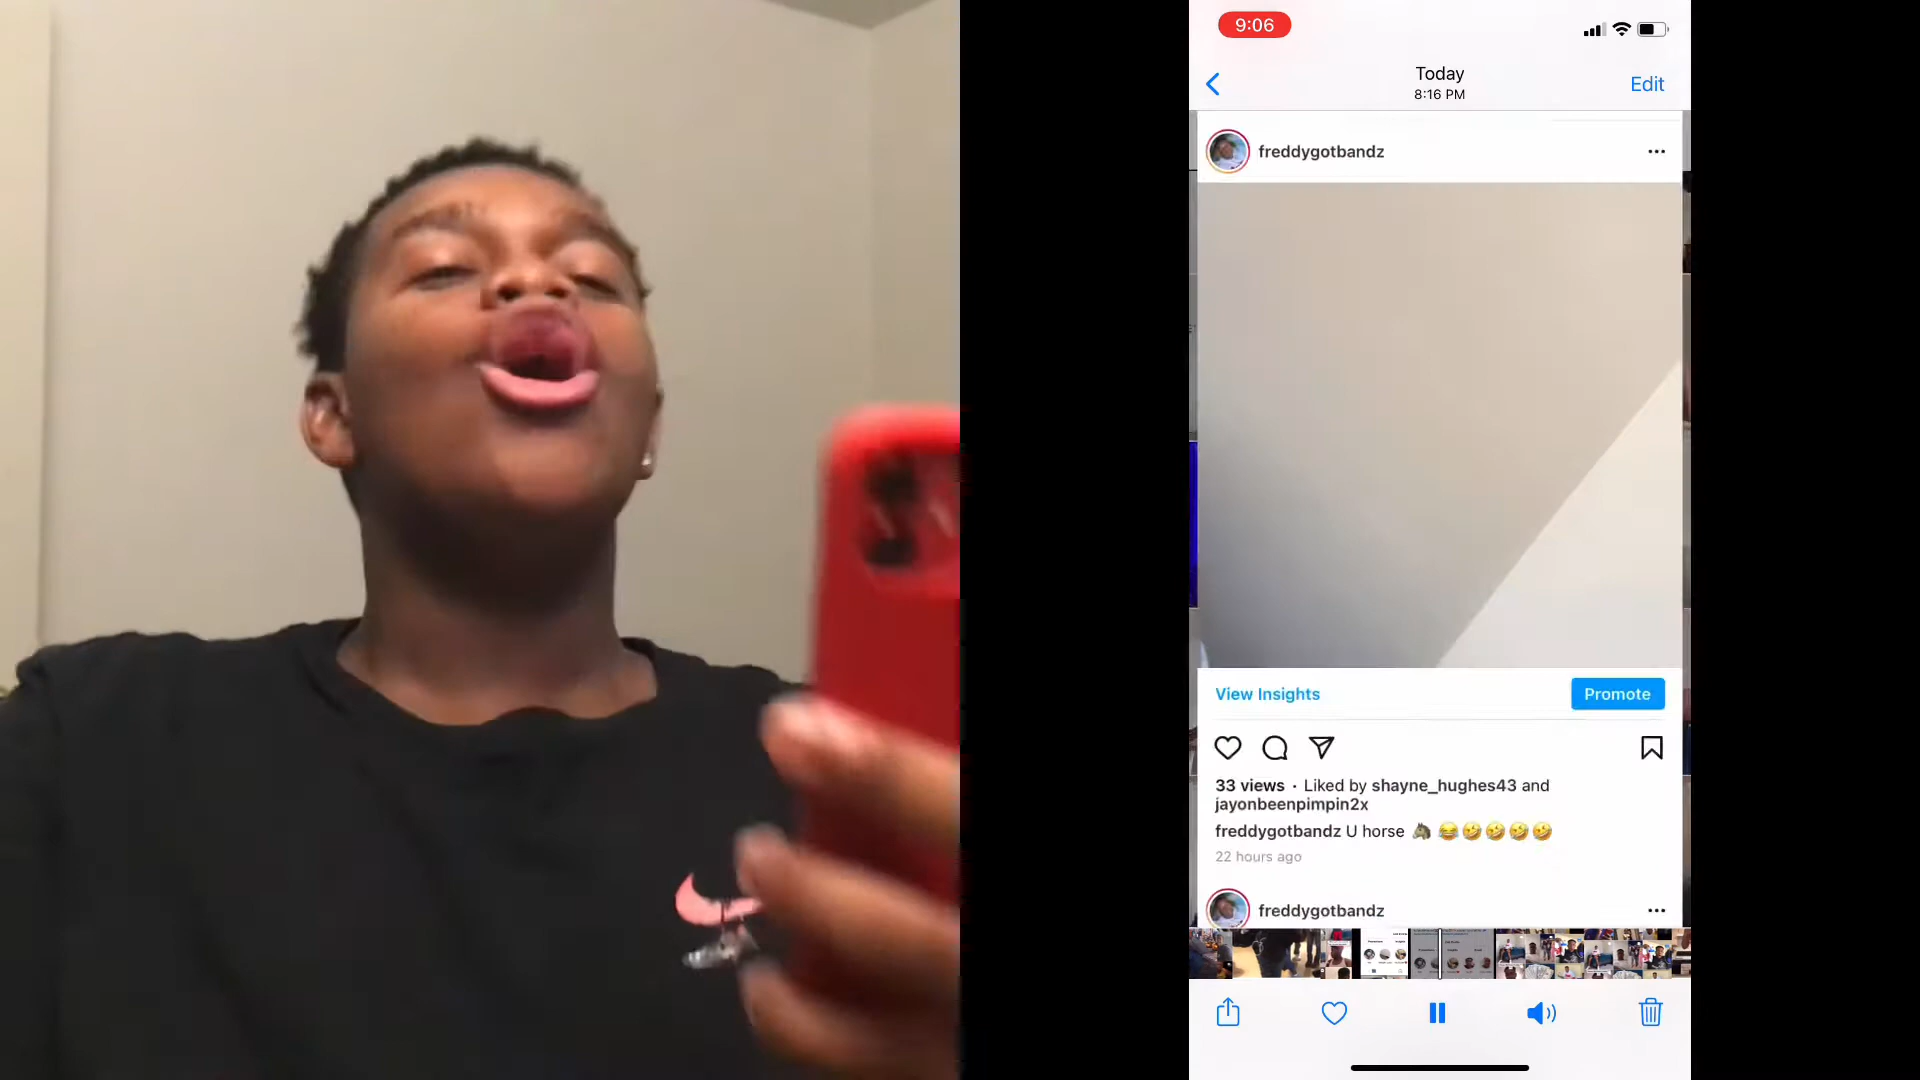 9:06
Today
8:16 PM
Edit
freddygotbandz
View Insights
Promote
33 views · Liked by shayne_hughes43 and
jayonbeenpimpin2x
freddygotbandz U horse 🐴 😂🤣🤣🤣🤣
22 hours ago
freddygotbandz